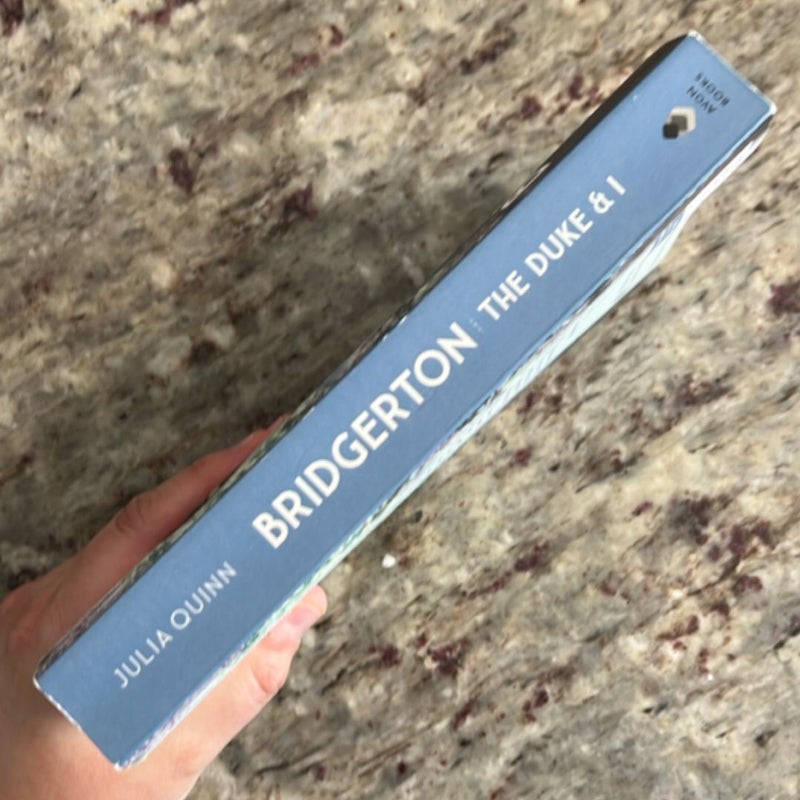 JULIA QUINN
BRIDGERTON
THE DUKE & I
AVON
BOOKS